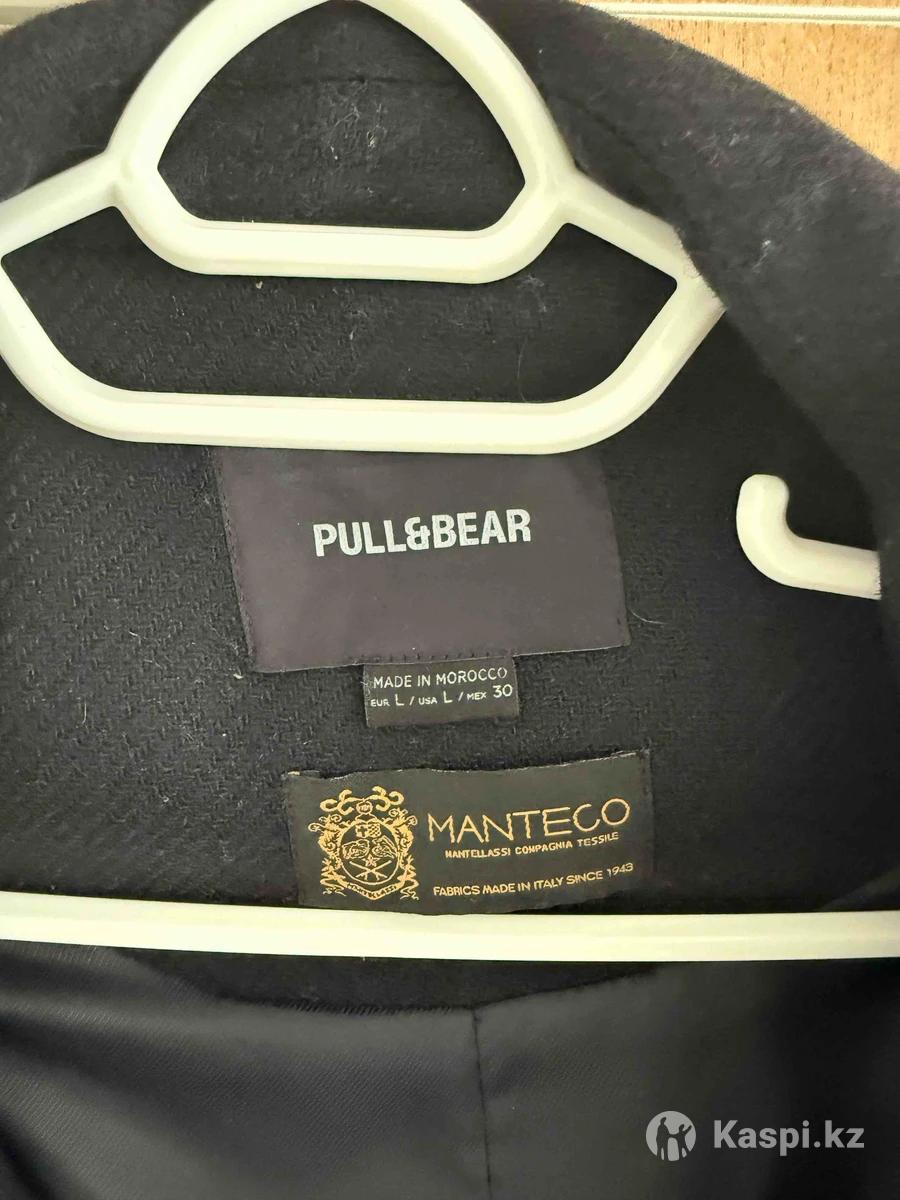 PULL&BEAR
MADE IN MOROCCO
EUR L / USA L / MEX 30
MANTECO
MANTELLASSI COMPAGNIA TESSILE
FABRICS MADE IN ITALY SINCE 1943
Kaspi.kz